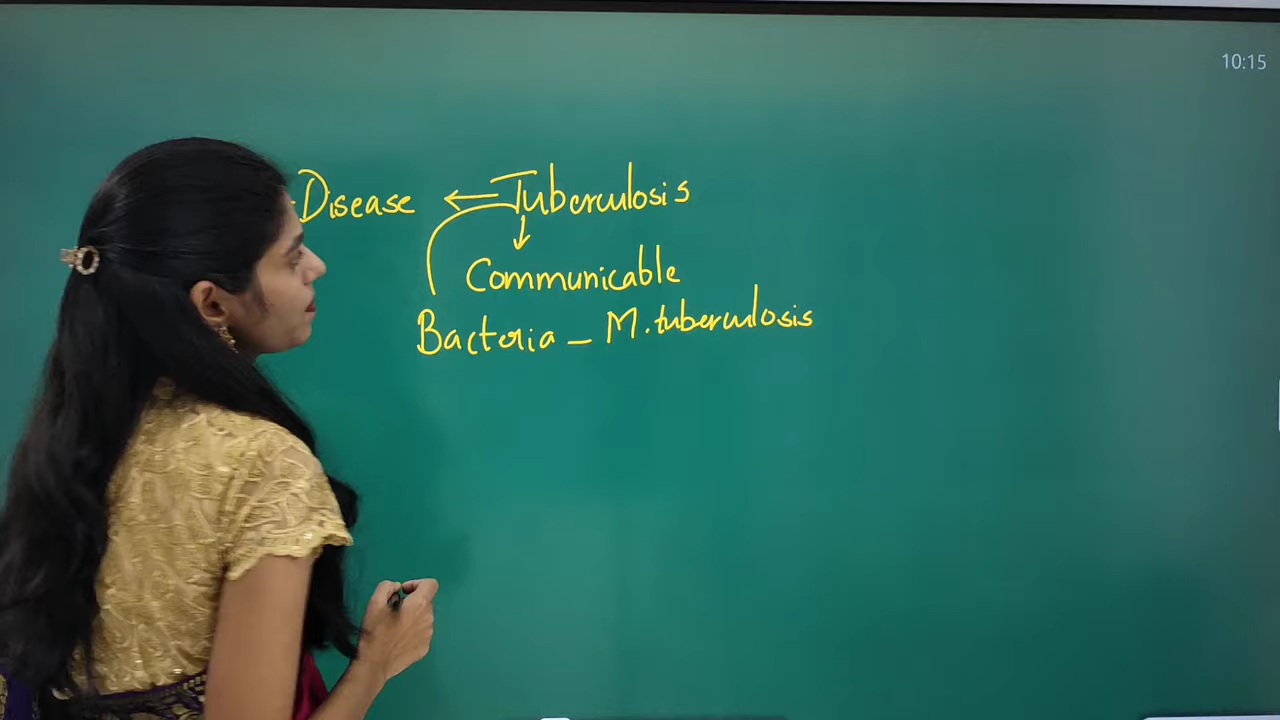 10:15
Disease ← Tuberculosis
↓
Communicable
Bacteria - M. tuberculosis